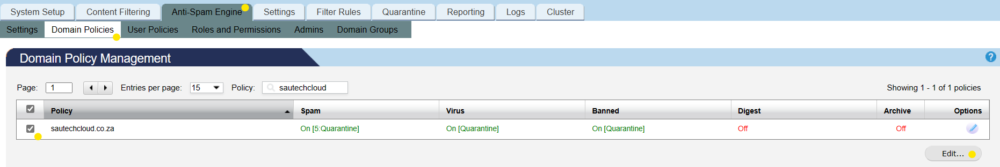 System Setup Content Filtering Anti-Spam Engine Settings Filter Rules Quarantine Reporting Logs Cluster
Settings Domain Policies User Policies Roles and Permissions Admins Domain Groups
Domain Policy Management ?
Page: 1 Entries per page: 15 Policy: sautechcloud Showing 1 - 1 of 1 policies
Policy Spam Virus Banned Digest Archive Options
sautechcloud.co.za On [5:Quarantine] On [Quarantine] On [Quarantine] Off Off
Edit...